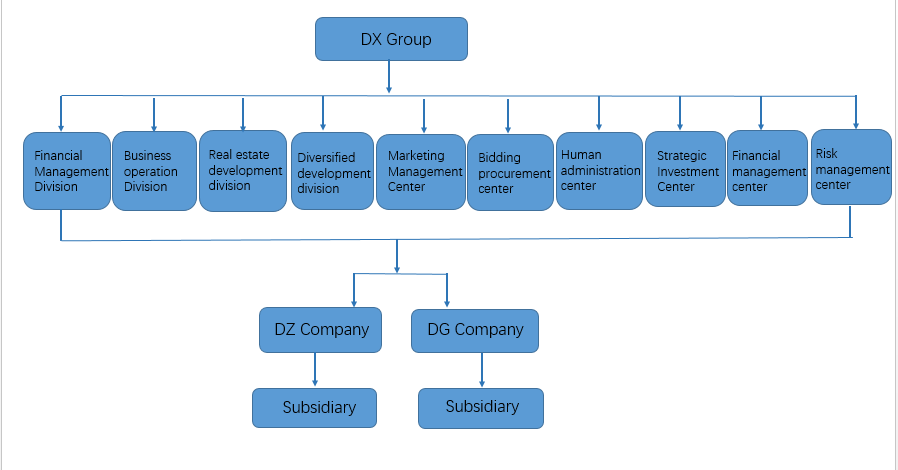 DX Group
Financial
Management
Division
Business
operation
Division
Real estate
development
division
Diversified
development
division
Marketing
Management
Center
Bidding
procurement
center
Human
administration
center
Strategic
Investment
Center
Financial
management
center
Risk
management
center
DZ Company
DG Company
Subsidiary
Subsidiary